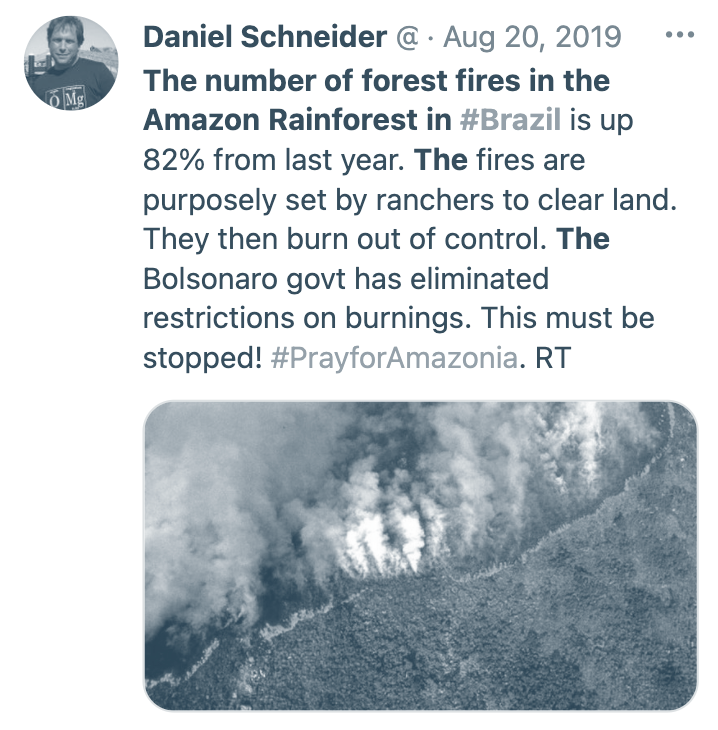 Daniel Schneider @ · Aug 20, 2019
The number of forest fires in the
Amazon Rainforest in #Brazil is up
82% from last year. The fires are
purposely set by ranchers to clear land.
They then burn out of control. The
Bolsonaro govt has eliminated
restrictions on burnings. This must be
stopped! #PrayforAmazonia. RT
O Mg